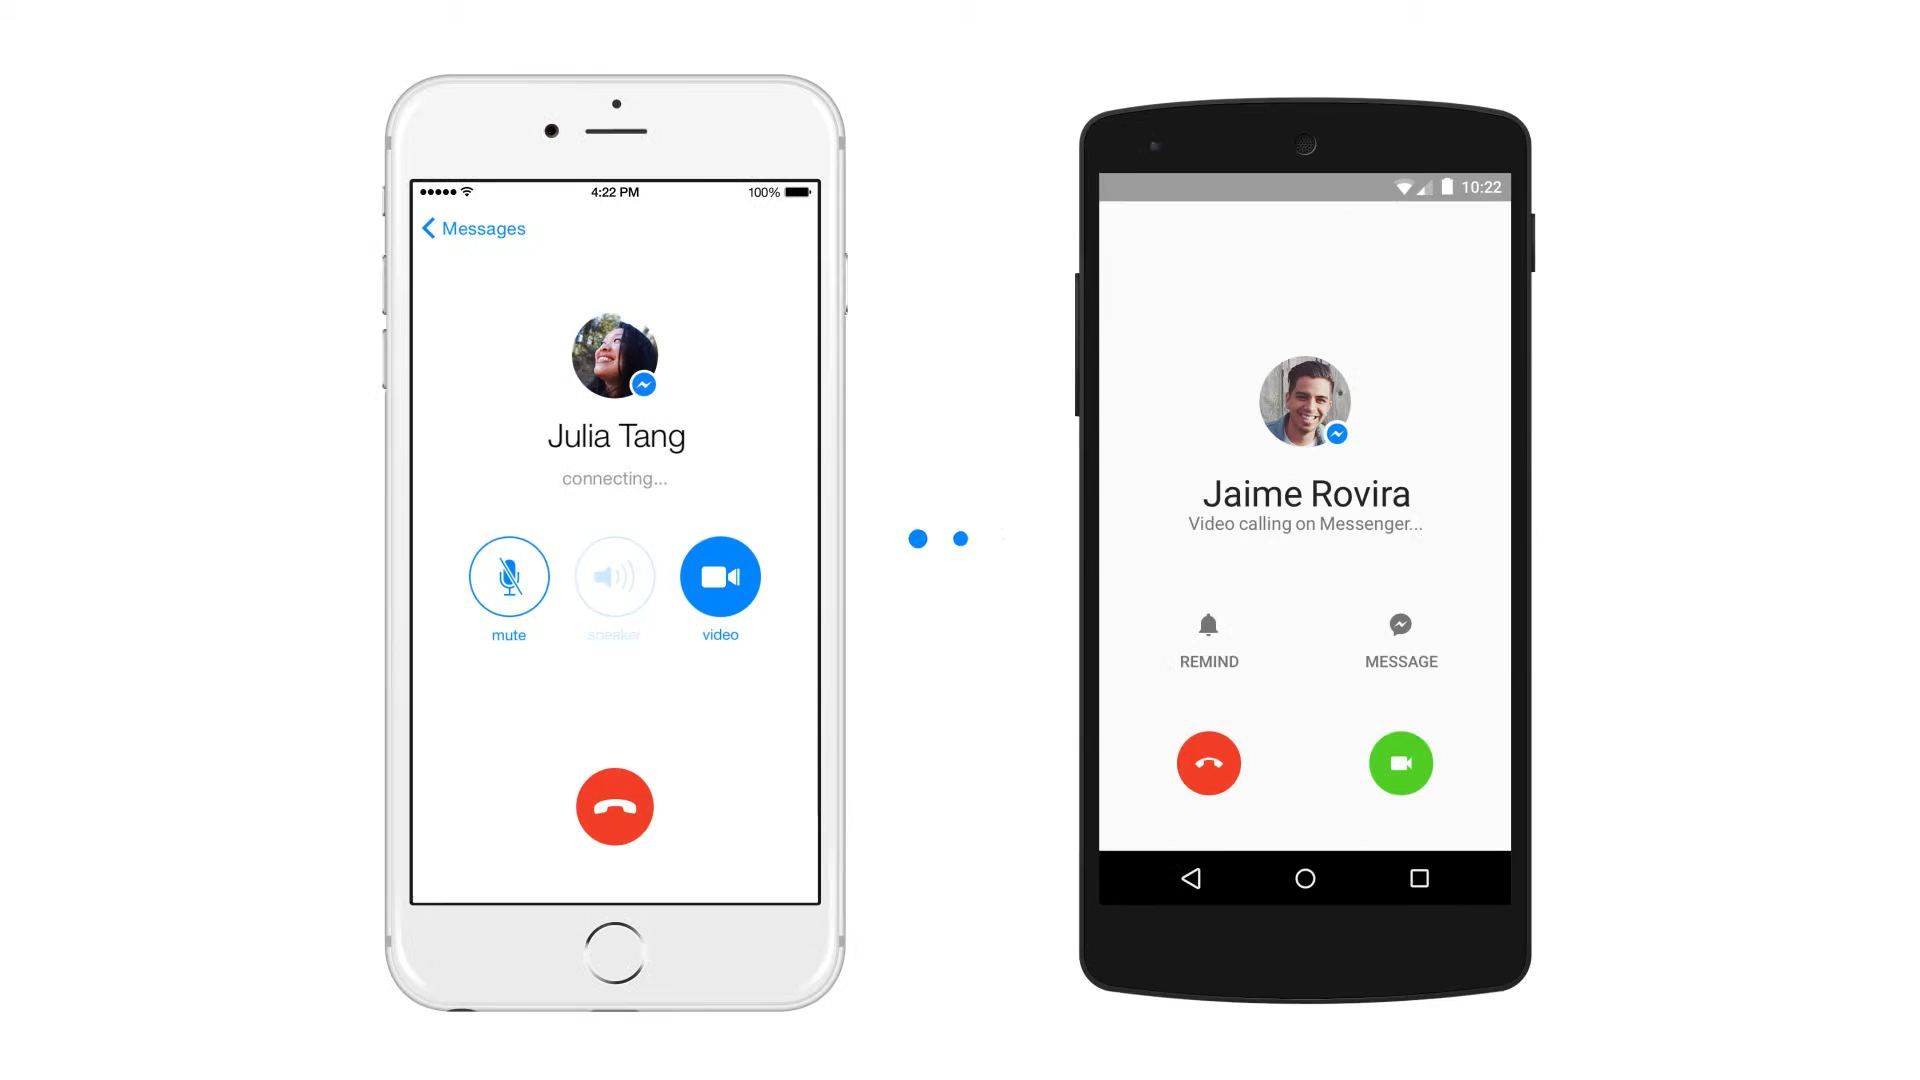 4:22 PM
100%
Messages
Julia Tang
connecting...
mute
speaker
video
10:22
Jaime Rovira
Video calling on Messenger...
REMIND
MESSAGE